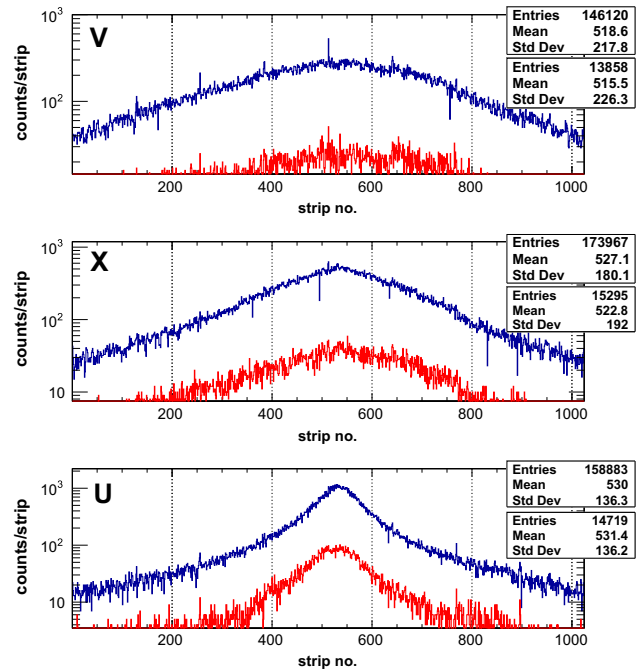 V
Entries 146120
Mean 518.6
Std Dev 217.8
Entries 13858
Mean 515.5
Std Dev 226.3
counts/strip
10³
10²
200 400 600 800 1000
strip no.
X
Entries 173967
Mean 527.1
Std Dev 180.1
Entries 15295
Mean 522.8
Std Dev 192
counts/strip
10³
10²
10
200 400 600 800 1000
strip no.
U
Entries 158883
Mean 530
Std Dev 136.3
Entries 14719
Mean 531.4
Std Dev 136.2
counts/strip
10³
10²
10
200 400 600 800 1000
strip no.